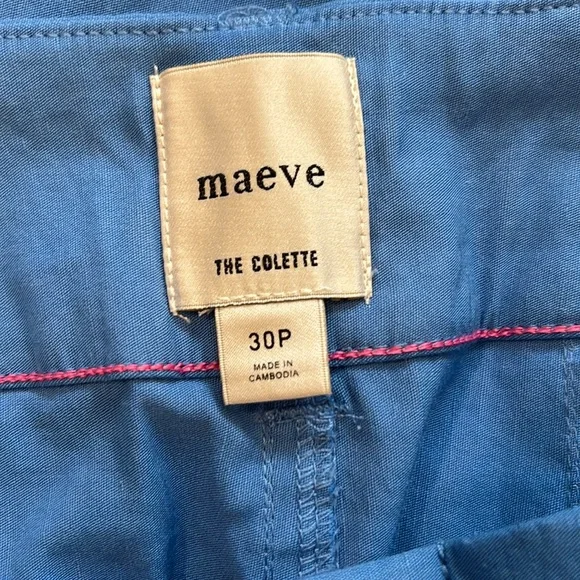 maeve
THE COLETTE
30P
MADE IN
CAMBODIA